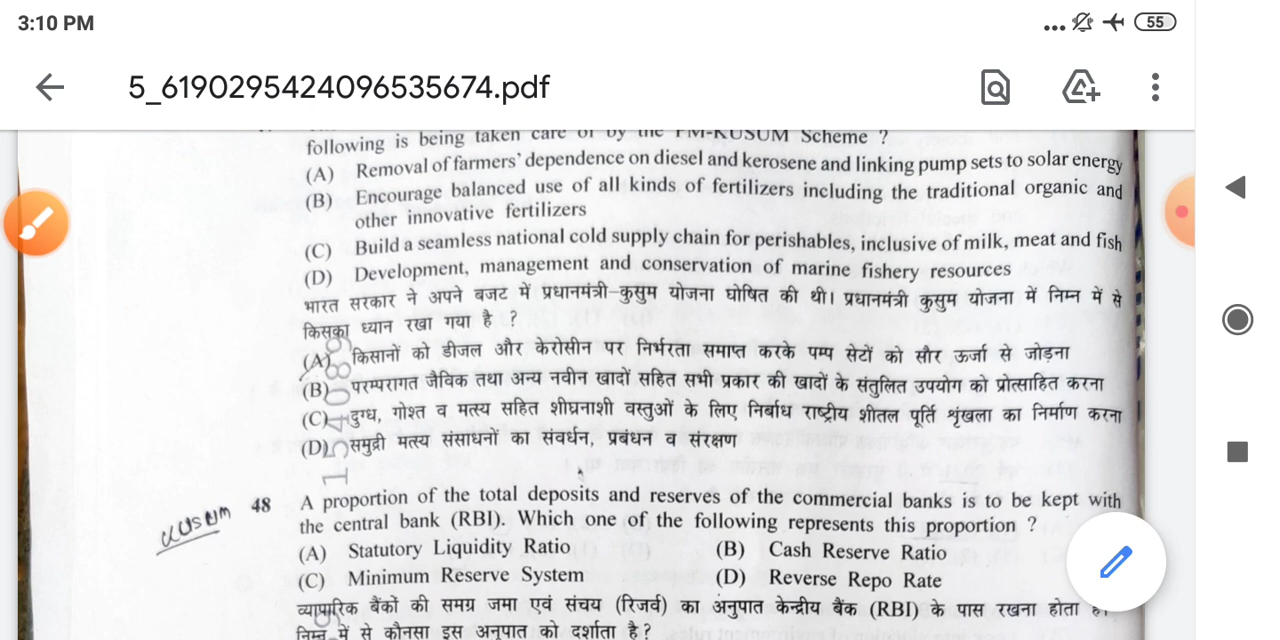 3:10 PM
55
5_6190295424096535674.pdf
following is being taken care of by the PM-KUSUM Scheme ?
(A) Removal of farmers' dependence on diesel and kerosene and linking pump sets to solar energy
(B) Encourage balanced use of all kinds of fertilizers including the traditional organic and
other innovative fertilizers
(C) Build a seamless national cold supply chain for perishables, inclusive of milk, meat and fish
(D) Development, management and conservation of marine fishery resources
भारत सरकार ने अपने बजट में प्रधानमंत्री-कुसुम योजना घोषित की थी। प्रधानमंत्री कुसुम योजना में निम्न में से
किसका ध्यान रखा गया है ?
(A) किसानों को डीजल और केरोसीन पर निर्भरता समाप्त करके पम्प सेटों को सौर ऊर्जा से जोड़ना
(B) परम्परागत जैविक तथा अन्य नवीन खादों सहित सभी प्रकार की खादों के संतुलित उपयोग को प्रोत्साहित करना
(C) दुग्ध, गोश्त व मत्स्य सहित शीघ्रनाशी वस्तुओं के लिए निर्बाध राष्ट्रीय शीतल पूर्ति शृंखला का निर्माण करना
(D) समुद्री मत्स्य संसाधनों का संवर्धन, प्रबंधन व संरक्षण
KUSUM
48 A proportion of the total deposits and reserves of the commercial banks is to be kept with
the central bank (RBI). Which one of the following represents this proportion ?
(A) Statutory Liquidity Ratio (B) Cash Reserve Ratio
(C) Minimum Reserve System (D) Reverse Repo Rate
व्यापारिक बैंकों की समग्र जमा एवं संचय (रिजर्व) का अनुपात केन्द्रीय बैंक (RBI) के पास रखना होता है।
निम्न में से कौनसा इस अनुपात को दर्शाता है?